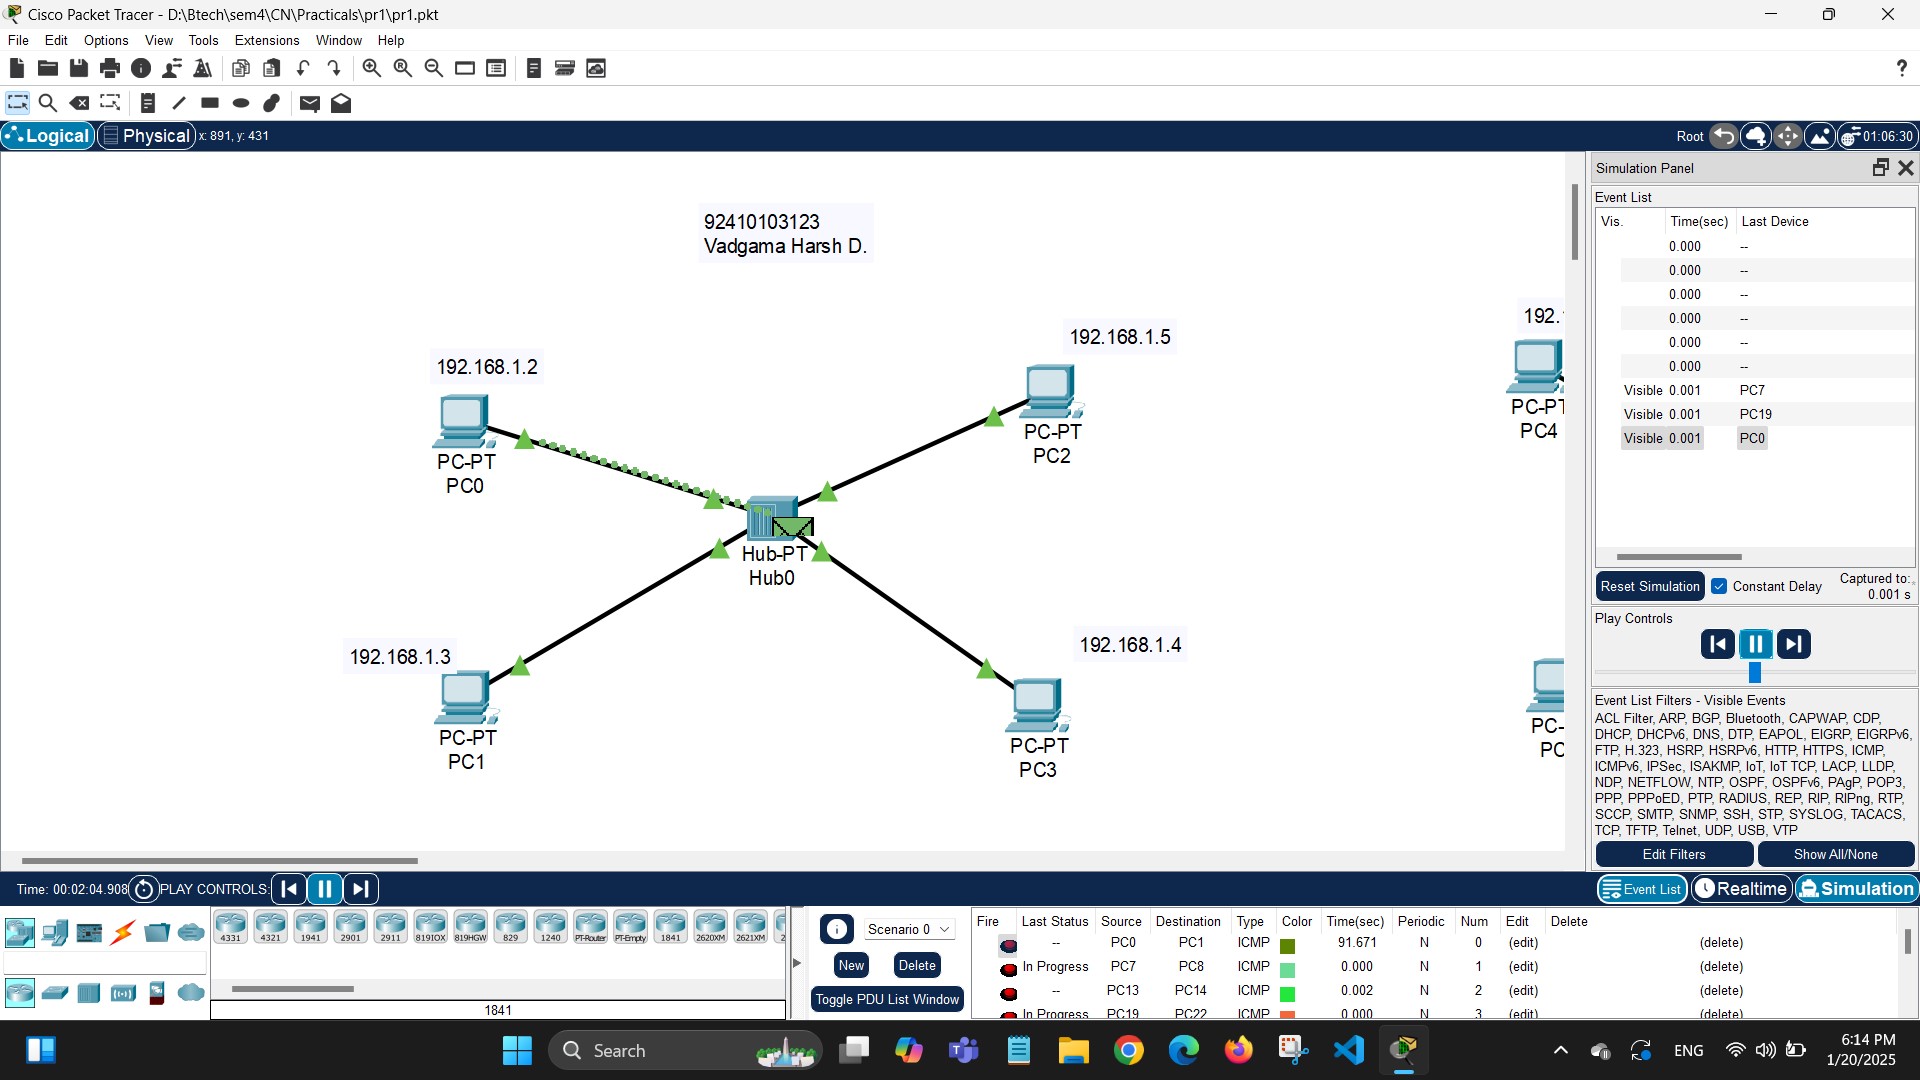 Cisco Packet Tracer - D:\Btech\sem4\CN\Practicals\pr1\pr1.pkt
File Edit Options View Tools Extensions Window Help
?
Logical Physical x: 891, y: 431
Root 01:06:30
92410103123
Vadgama Harsh D.
192.168.1.2
PC-PT
PC0
192.168.1.5
PC-PT
PC2
192.
PC-PT
PC4
Hub-PT
Hub0
192.168.1.3
PC-PT
PC1
192.168.1.4
PC-PT
PC3
PC-
PC
Simulation Panel
Event List
Vis. Time(sec) Last Device
0.000 --
0.000 --
0.000 --
0.000 --
0.000 --
0.000 --
Visible 0.001 PC7
Visible 0.001 PC19
Visible 0.001 PC0
Reset Simulation Constant Delay Captured to:
0.001 s
Play Controls
Event List Filters - Visible Events
ACL Filter, ARP, BGP, Bluetooth, CAPWAP, CDP,
DHCP, DHCPv6, DNS, DTP, EAPOL, EIGRP, EIGRPv6,
FTP, H.323, HSRP, HSRPv6, HTTP, HTTPS, ICMP,
ICMPv6, IPSec, ISAKMP, IoT, IoT TCP, LACP, LLDP,
NDP, NETFLOW, NTP, OSPF, OSPFv6, PAgP, POP3,
PPP, PPPoED, PTP, RADIUS, REP, RIP, RIPng, RTP,
SCCP, SMTP, SNMP, SSH, STP, SYSLOG, TACACS,
TCP, TFTP, Telnet, UDP, USB, VTP
Edit Filters Show All/None
Time: 00:02:04.908 PLAY CONTROLS:
Event List Realtime Simulation
4331 4321 1941 2901 2911 819IOX 819HGW 829 1240 PT-Router PT-Empty 1841 2620XM 2621XM 2
1841
Scenario 0
New Delete
Toggle PDU List Window
Fire Last Status Source Destination Type Color Time(sec) Periodic Num Edit Delete
-- PC0 PC1 ICMP 91.671 N 0 (edit) (delete)
In Progress PC7 PC8 ICMP 0.000 N 1 (edit) (delete)
-- PC13 PC14 ICMP 0.002 N 2 (edit) (delete)
In Progress PC19 PC22 ICMP 0.000 N 3 (edit) (delete)
Search
ENG
6:14 PM
1/20/2025